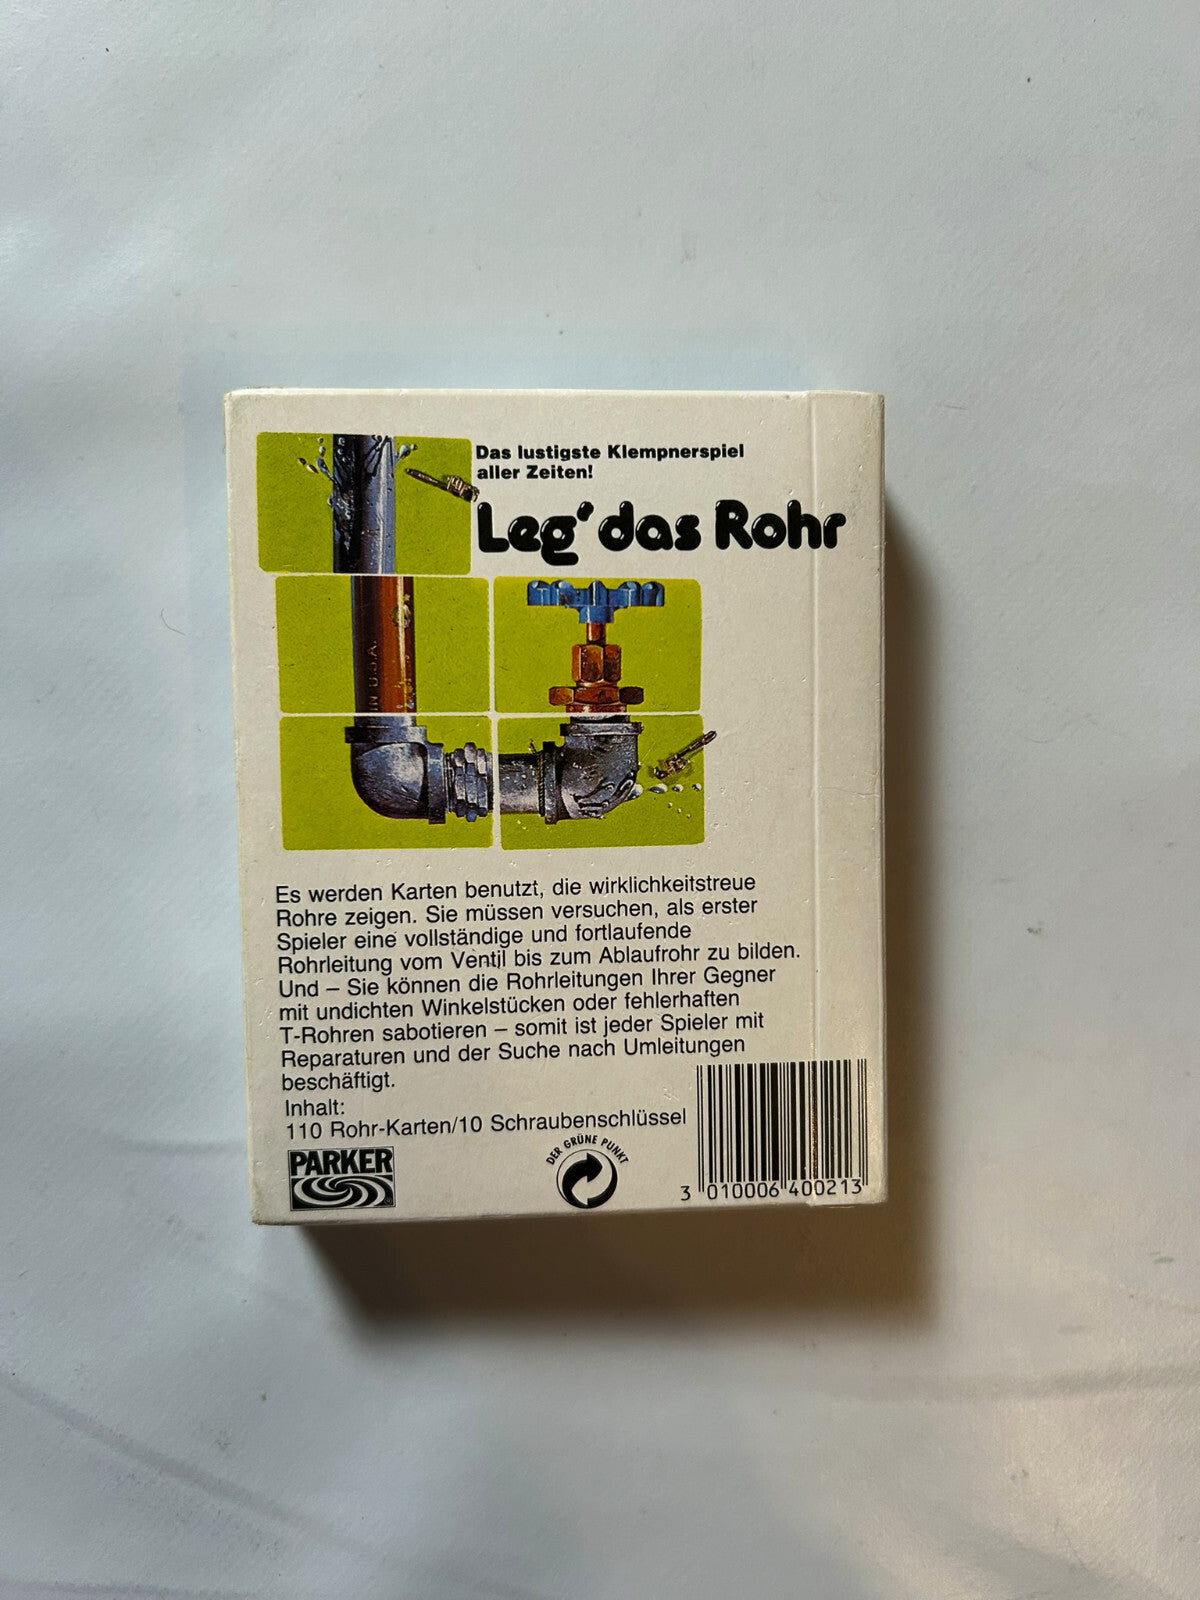 Das lustigste Klempnerspiel
aller Zeiten!
Leg' das Rohr
IN U.S.A.
Es werden Karten benutzt, die wirklichkeitstreue
Rohre zeigen. Sie müssen versuchen, als erster
Spieler eine vollständige und fortlaufende
Rohrleitung vom Ventil bis zum Ablaufrohr zu bilden.
Und – Sie können die Rohrleitungen Ihrer Gegner
mit undichten Winkelstücken oder fehlerhaften
T-Rohren sabotieren – somit ist jeder Spieler mit
Reparaturen und der Suche nach Umleitungen
beschäftigt.
Inhalt:
110 Rohr-Karten/10 Schraubenschlüssel
PARKER
DER GRÜNE PUNKT
3 010006 400213